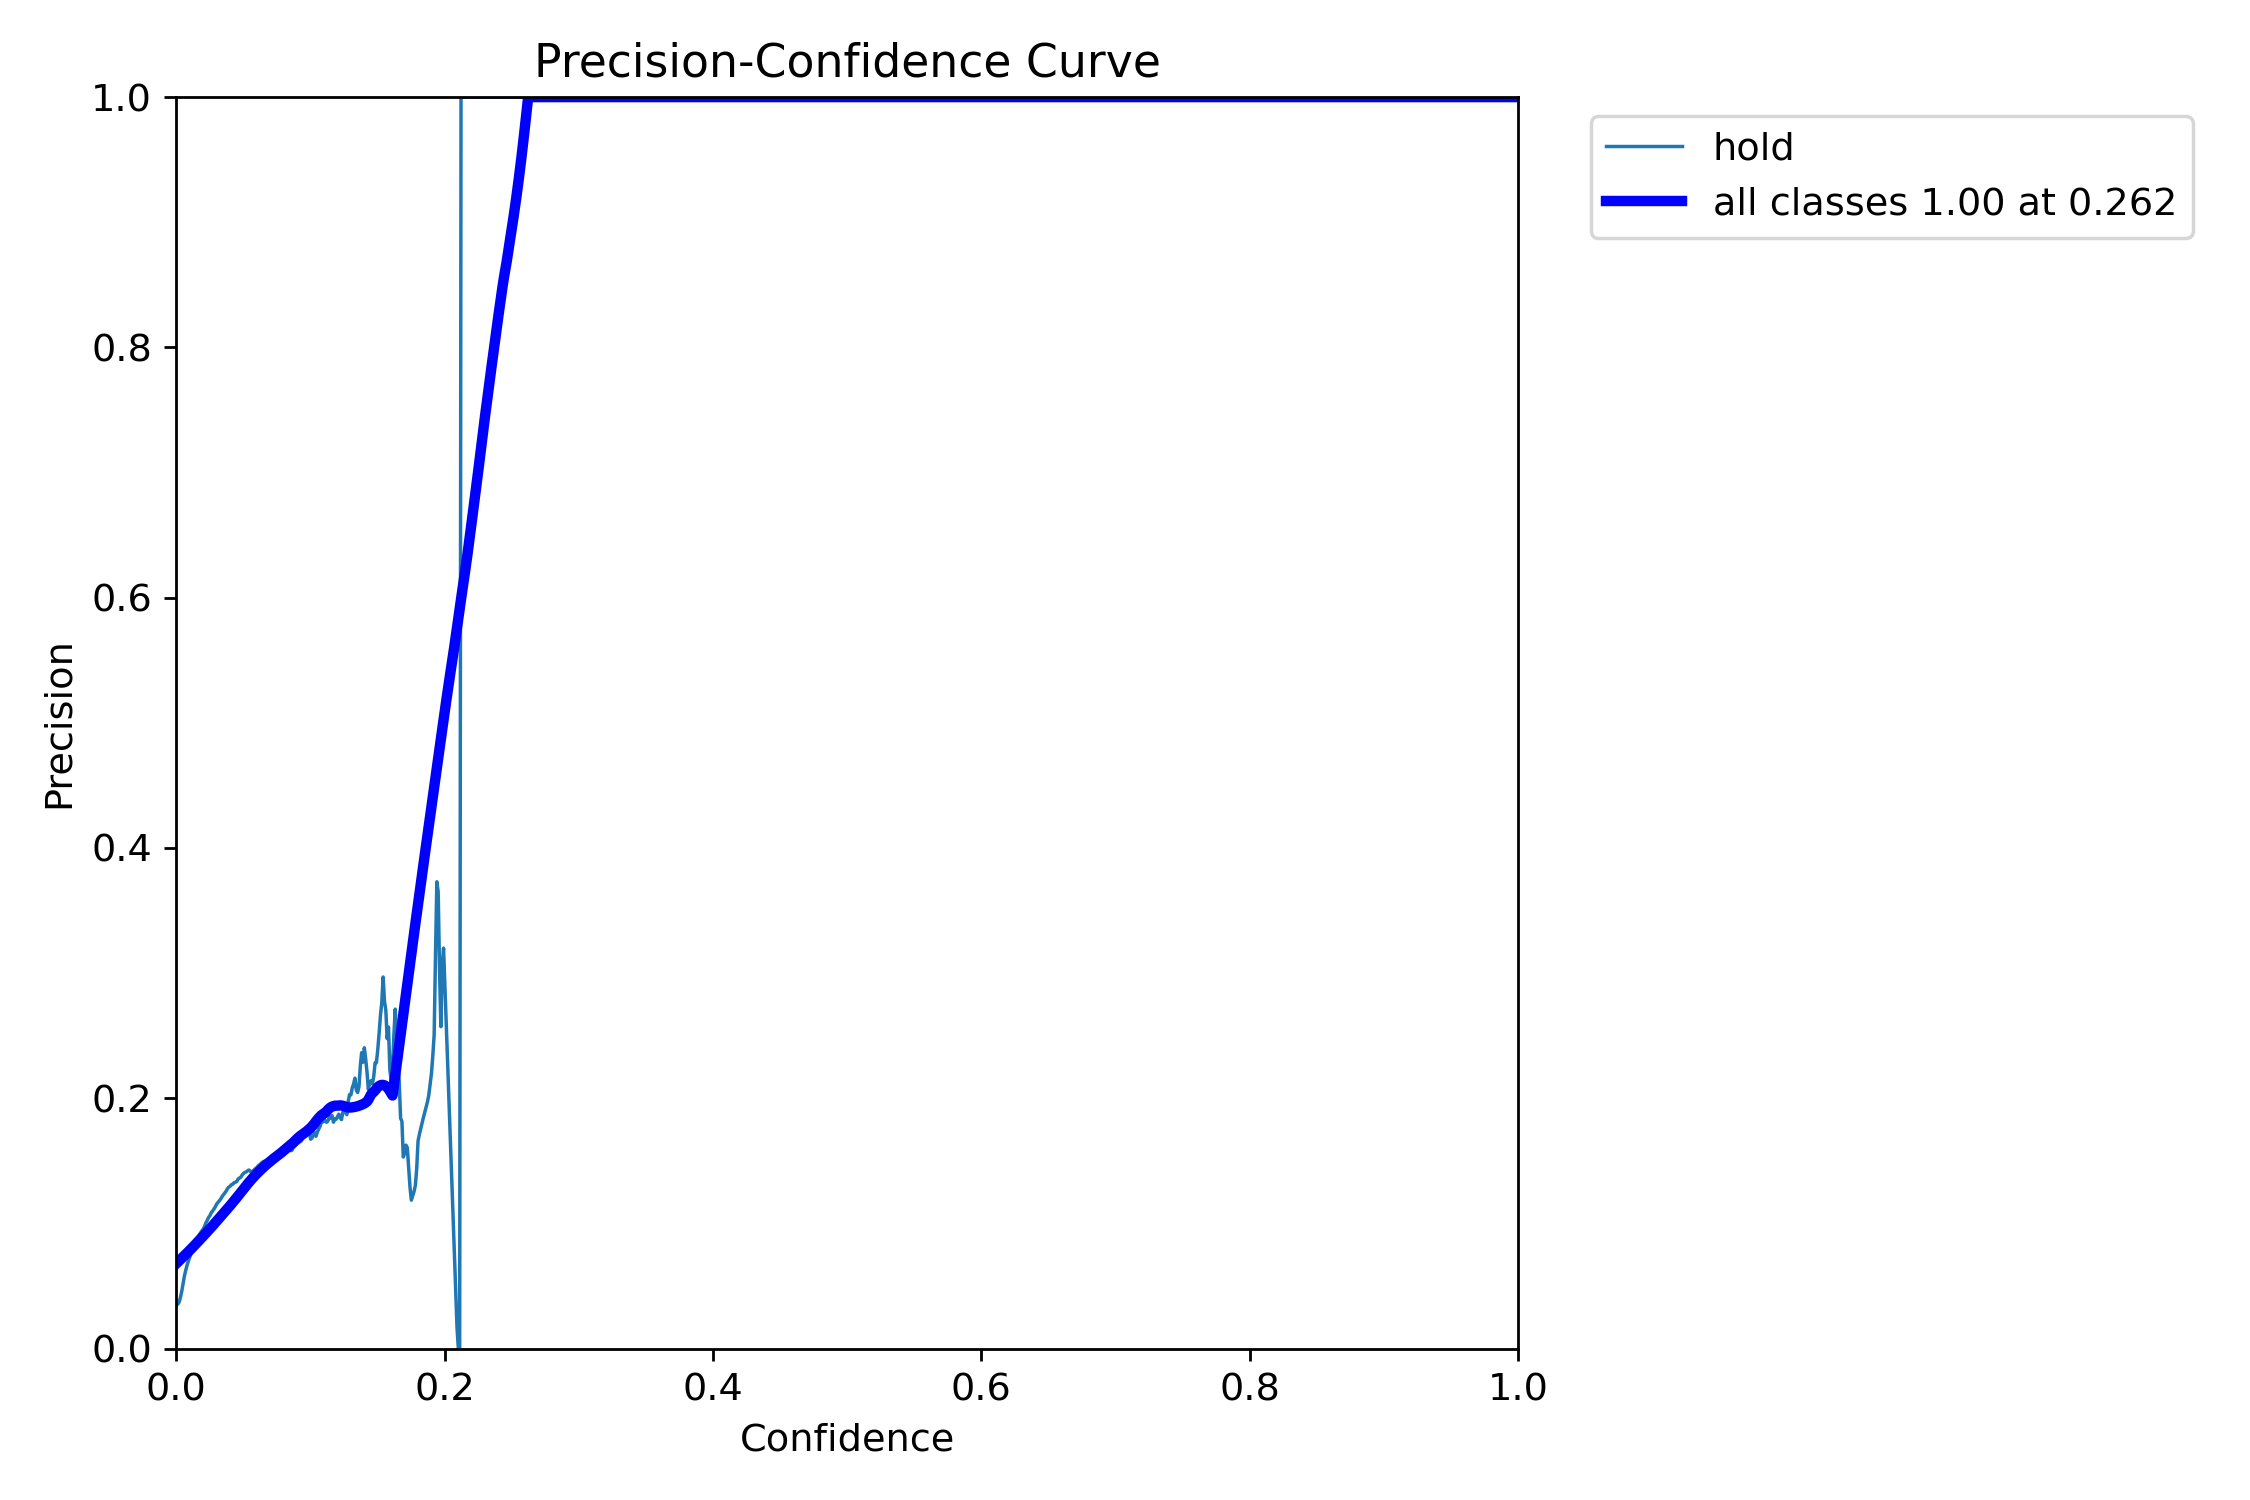 Precision-Confidence Curve
1.0
0.8
0.6
0.4
0.2
0.0
Precision
0.0 0.2 0.4 0.6 0.8 1.0
Confidence
hold
all classes 1.00 at 0.262